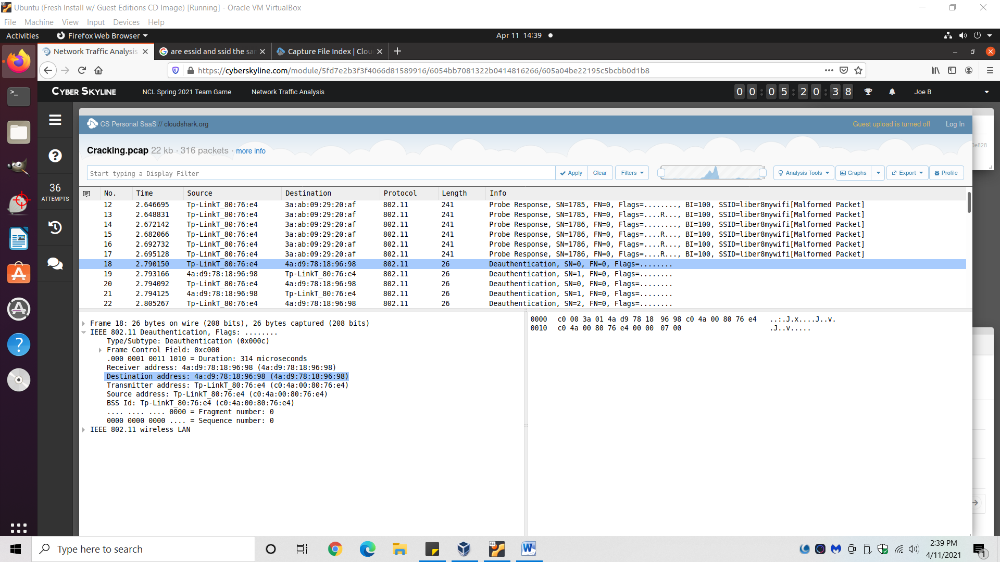 Ubuntu (Fresh Install w/ Guest Editions CD Image) [Running] - Oracle VM VirtualBox
File Machine View Input Devices Help
Activities Firefox Web Browser Apr 11 14:39
Network Traffic Analysis are essid and ssid the sa Capture File Index | Clou
https://cyberskyline.com/module/5fd7e2b3f3f4066d81589916/6054bb7081322b0414816266/605a04be22195c5bcbb0d1b8
CYBER SKYLINE NCL Spring 2021 Team Game Network Traffic Analysis 00:05:20:38 Joe B
CS Personal SaaS // cloudshark.org Guest upload is turned off Log In
Cracking.pcap 22 kb · 316 packets · more info
0e828
Start typing a Display Filter Apply Clear Filters Analysis Tools Graphs Export Profile
36
ATTEMPTS
No. Time Source Destination Protocol Length Info
12 2.646695 Tp-LinkT_80:76:e4 3a:ab:09:29:20:af 802.11 241 Probe Response, SN=1785, FN=0, Flags=........, BI=100, SSID=liber8mywifi[Malformed Packet]
13 2.648831 Tp-LinkT_80:76:e4 3a:ab:09:29:20:af 802.11 241 Probe Response, SN=1785, FN=0, Flags=....R..., BI=100, SSID=liber8mywifi[Malformed Packet]
14 2.672142 Tp-LinkT_80:76:e4 3a:ab:09:29:20:af 802.11 241 Probe Response, SN=1786, FN=0, Flags=........, BI=100, SSID=liber8mywifi[Malformed Packet]
15 2.682066 Tp-LinkT_80:76:e4 3a:ab:09:29:20:af 802.11 241 Probe Response, SN=1786, FN=0, Flags=....R..., BI=100, SSID=liber8mywifi[Malformed Packet]
16 2.692732 Tp-LinkT_80:76:e4 3a:ab:09:29:20:af 802.11 241 Probe Response, SN=1786, FN=0, Flags=....R..., BI=100, SSID=liber8mywifi[Malformed Packet]
17 2.695128 Tp-LinkT_80:76:e4 3a:ab:09:29:20:af 802.11 241 Probe Response, SN=1786, FN=0, Flags=....R..., BI=100, SSID=liber8mywifi[Malformed Packet]
18 2.790150 Tp-LinkT_80:76:e4 4a:d9:78:18:96:98 802.11 26 Deauthentication, SN=0, FN=0, Flags=........
19 2.793166 4a:d9:78:18:96:98 Tp-LinkT_80:76:e4 802.11 26 Deauthentication, SN=1, FN=0, Flags=........
20 2.794092 Tp-LinkT_80:76:e4 4a:d9:78:18:96:98 802.11 26 Deauthentication, SN=0, FN=0, Flags=........
21 2.794125 4a:d9:78:18:96:98 Tp-LinkT_80:76:e4 802.11 26 Deauthentication, SN=1, FN=0, Flags=........
22 2.805267 Tp-LinkT_80:76:e4 4a:d9:78:18:96:98 802.11 26 Deauthentication, SN=2, FN=0, Flags=........
Frame 18: 26 bytes on wire (208 bits), 26 bytes captured (208 bits)
IEEE 802.11 Deauthentication, Flags: ........
Type/Subtype: Deauthentication (0x000c)
Frame Control Field: 0xc000
.000 0001 0011 1010 = Duration: 314 microseconds
Receiver address: 4a:d9:78:18:96:98 (4a:d9:78:18:96:98)
Destination address: 4a:d9:78:18:96:98 (4a:d9:78:18:96:98)
Transmitter address: Tp-LinkT_80:76:e4 (c0:4a:00:80:76:e4)
Source address: Tp-LinkT_80:76:e4 (c0:4a:00:80:76:e4)
BSS Id: Tp-LinkT_80:76:e4 (c0:4a:00:80:76:e4)
.... .... .... 0000 = Fragment number: 0
0000 0000 0000 .... = Sequence number: 0
IEEE 802.11 wireless LAN
0000 c0 00 3a 01 4a d9 78 18 96 98 c0 4a 00 80 76 e4 ..:.J.x....J..v.
0010 c0 4a 00 80 76 e4 00 00 07 00 .J..v.....
Type here to search
2:39 PM
4/11/2021
1